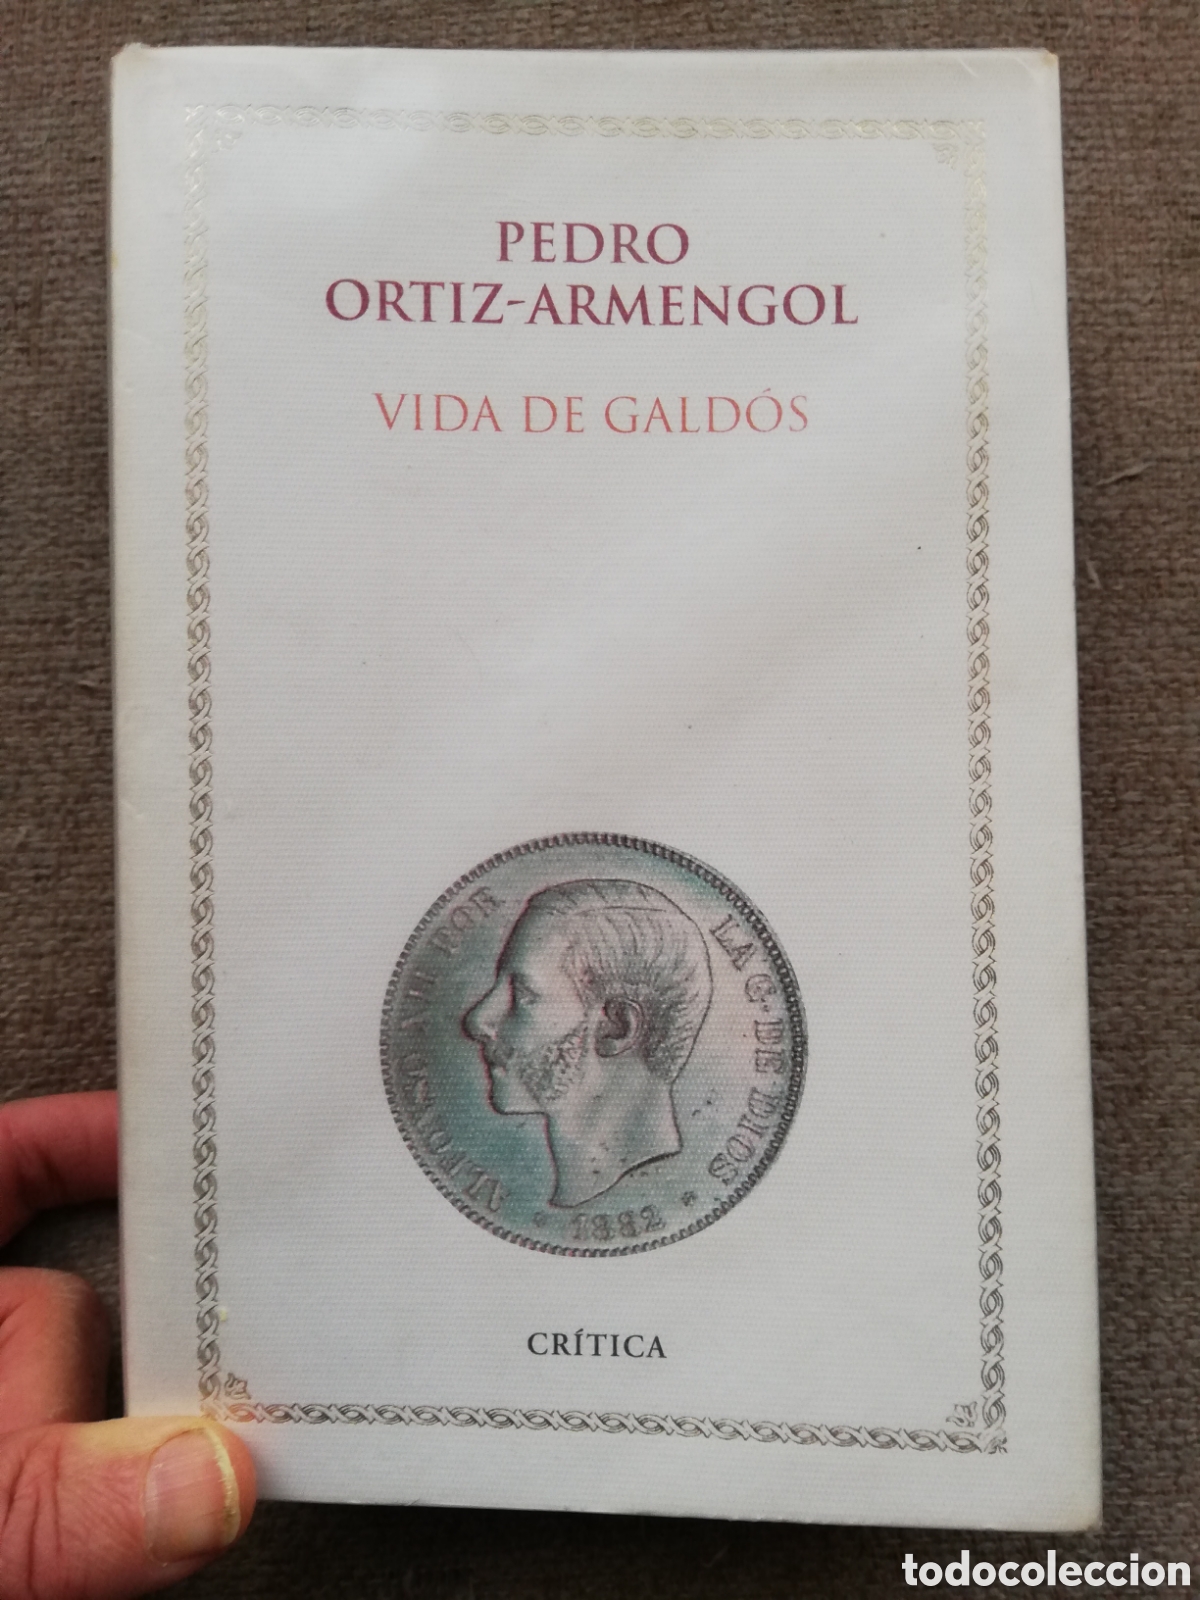 PEDRO
ORTIZ-ARMENGOL
VIDA DE GALDÓS
ALFONSO XII POR
LA G. DE DIOS
* 1882 *
CRÍTICA
todocoleccion